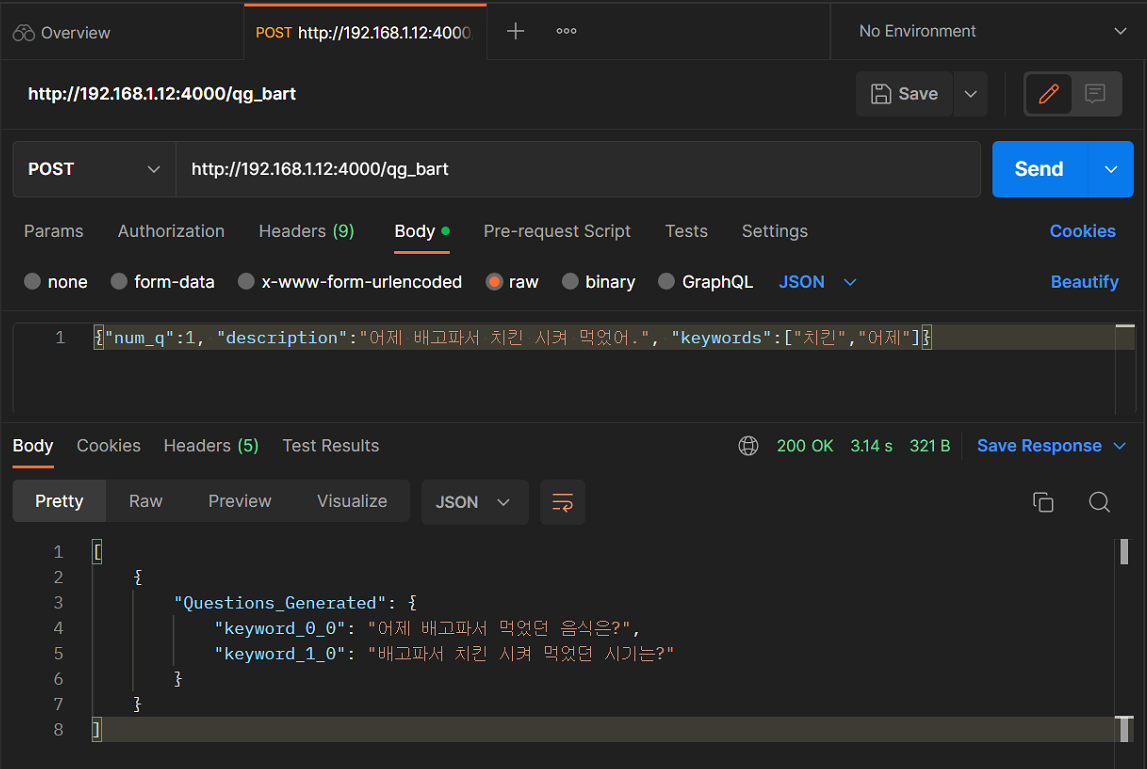 Overview
POST http://192.168.1.12:4000
No Environment
http://192.168.1.12:4000/qg_bart
Save
POST http://192.168.1.12:4000/qg_bart Send
Params Authorization Headers (9) Body Pre-request Script Tests Settings Cookies
none form-data x-www-form-urlencoded raw binary GraphQL JSON Beautify
1 {"num_q":1, "description":"어제 배고파서 치킨 시켜 먹었어.", "keywords":["치킨","어제"]}
Body Cookies Headers (5) Test Results 200 OK 3.14 s 321 B Save Response
Pretty Raw Preview Visualize JSON
1 [
2 {
3 "Questions_Generated": {
4 "keyword_0_0": "어제 배고파서 먹었던 음식은?",
5 "keyword_1_0": "배고파서 치킨 시켜 먹었던 시기는?"
6 }
7 }
8 ]